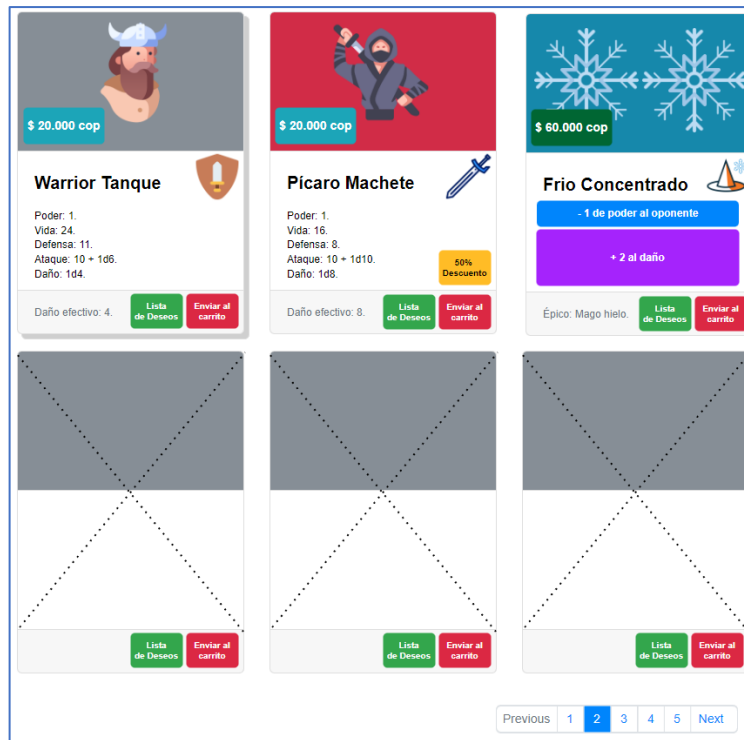 $ 20.000 cop
Warrior Tanque
Poder: 1.
Vida: 24.
Defensa: 11.
Ataque: 10 + 1d6.
Daño: 1d4.
Daño efectivo: 4.
Lista
de Deseos
Enviar al
carrito
$ 20.000 cop
Pícaro Machete
Poder: 1.
Vida: 16.
Defensa: 8.
Ataque: 10 + 1d10.
Daño: 1d8.
50%
Descuento
Daño efectivo: 8.
Lista
de Deseos
Enviar al
carrito
$ 60.000 cop
Frio Concentrado
- 1 de poder al oponente
+ 2 al daño
Épico: Mago hielo.
Lista
de Deseos
Enviar al
carrito
Lista
de Deseos
Enviar al
carrito
Lista
de Deseos
Enviar al
carrito
Lista
de Deseos
Enviar al
carrito
Previous 1 2 3 4 5 Next